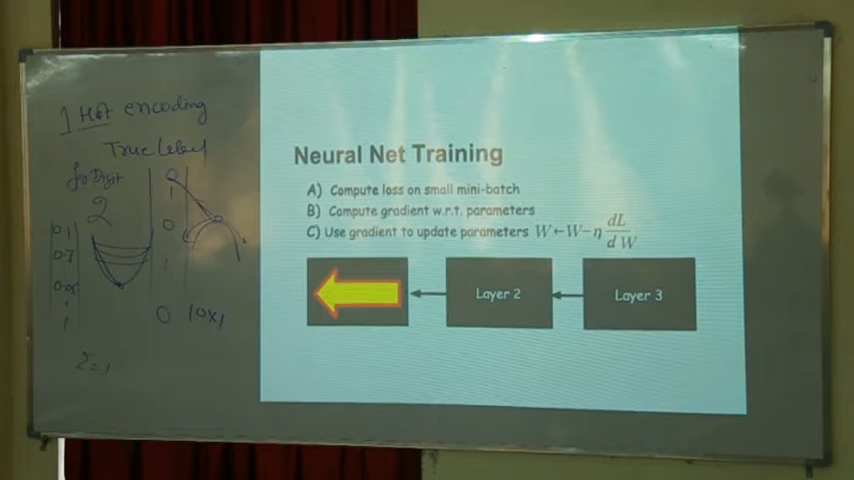 1 Hot encoding
True label
for Digit
2
0.1
0.7
0.05
:
1
Σ=1
0
1
0
:
0
10x1
Neural Net Training
A) Compute loss on small mini-batch
B) Compute gradient w.r.t. parameters
C) Use gradient to update parameters W←W−η dL/dW
Layer 2
Layer 3